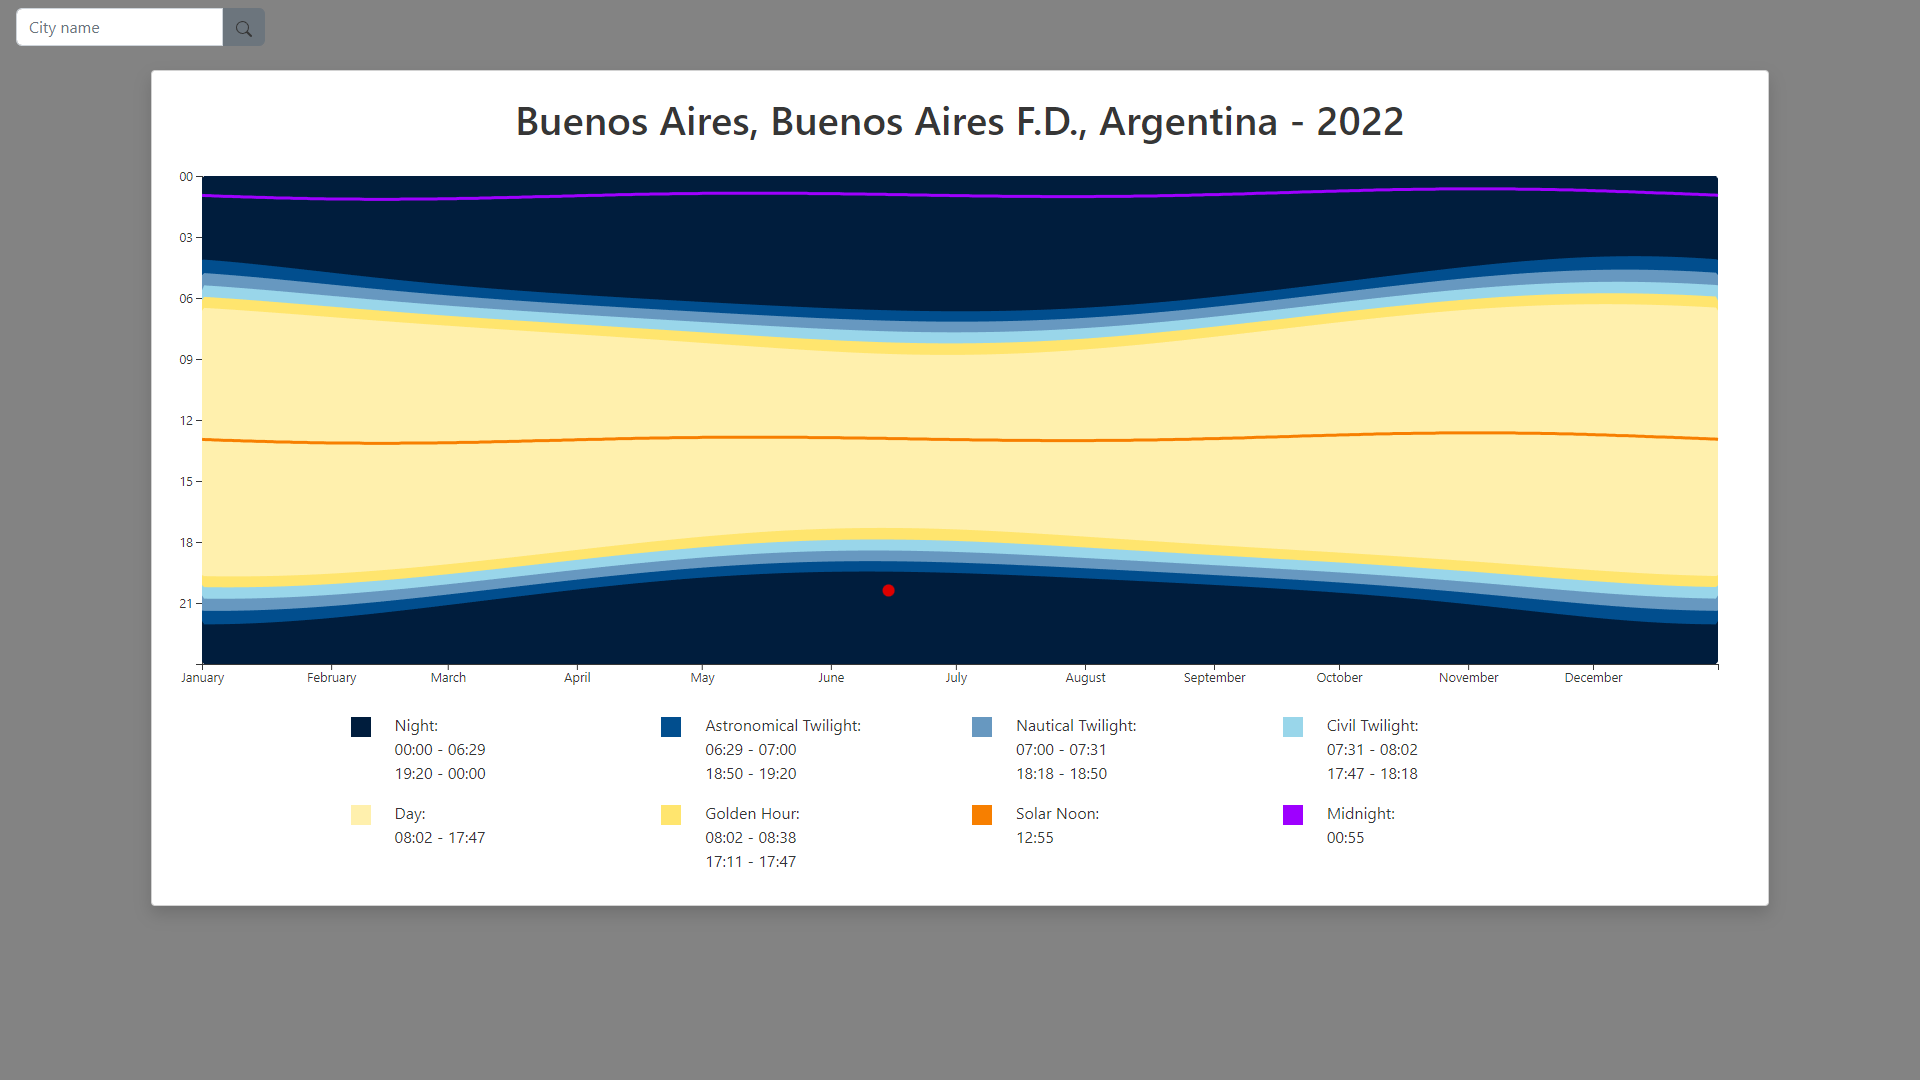 City name
Buenos Aires, Buenos Aires F.D., Argentina - 2022
00
03
06
09
12
15
18
21
January February March April May June July August September October November December
Night:
00:00 - 06:29
19:20 - 00:00
Astronomical Twilight:
06:29 - 07:00
18:50 - 19:20
Nautical Twilight:
07:00 - 07:31
18:18 - 18:50
Civil Twilight:
07:31 - 08:02
17:47 - 18:18
Day:
08:02 - 17:47
Golden Hour:
08:02 - 08:38
17:11 - 17:47
Solar Noon:
12:55
Midnight:
00:55